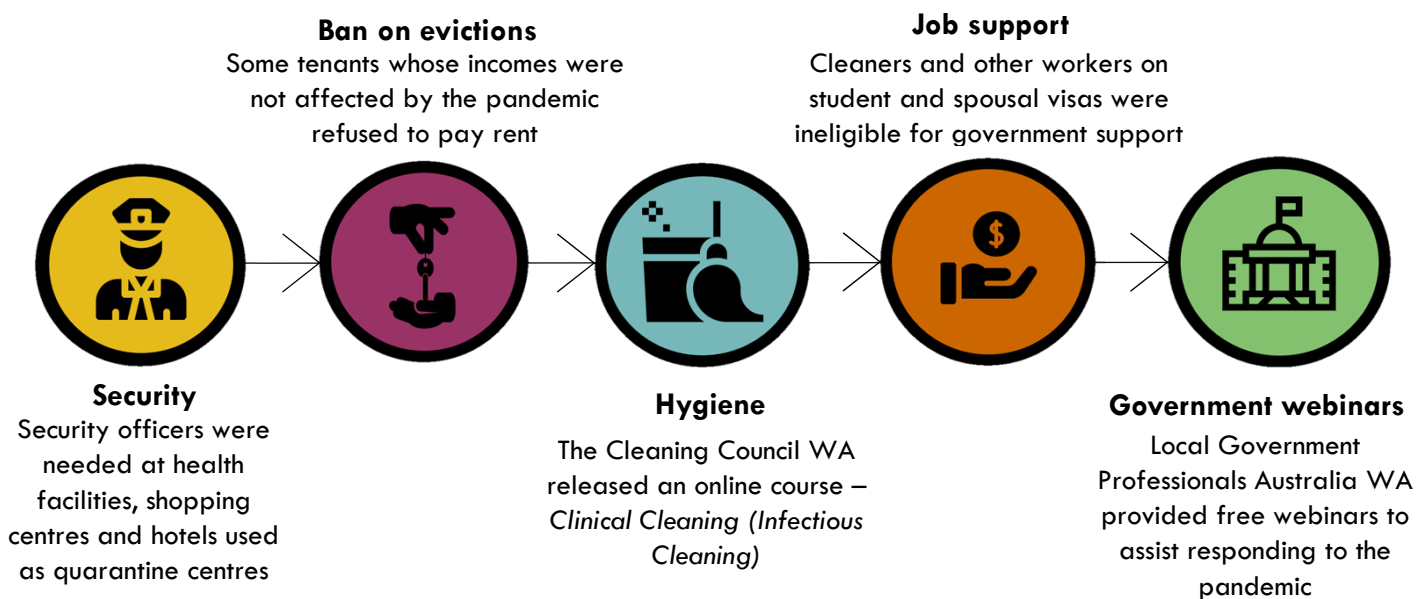 Security
Security officers were
needed at health
facilities, shopping
centres and hotels used
as quarantine centres
Ban on evictions
Some tenants whose incomes were
not affected by the pandemic
refused to pay rent
Hygiene
The Cleaning Council WA
released an online course –
Clinical Cleaning (Infectious
Cleaning)
Job support
Cleaners and other workers on
student and spousal visas were
ineligible for government support
$
Government webinars
Local Government
Professionals Australia WA
provided free webinars to
assist responding to the
pandemic